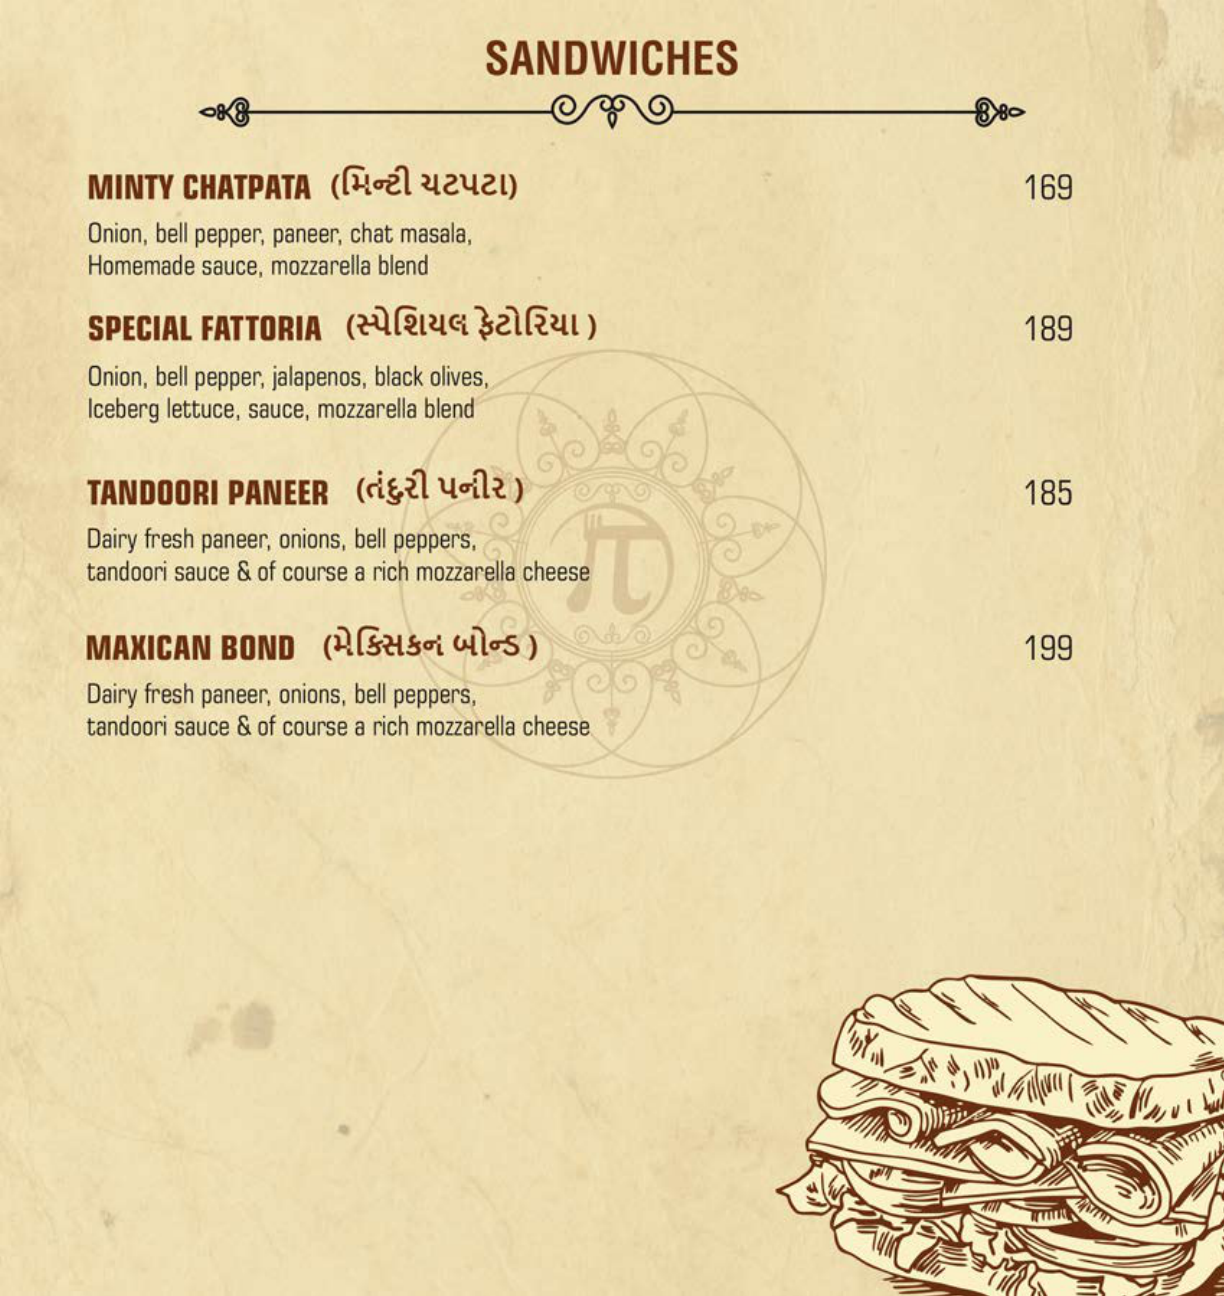 SANDWICHES
MINTY CHATPATA (મિન્ટી ચટપટા) 169
Onion, bell pepper, paneer, chat masala,
Homemade sauce, mozzarella blend
SPECIAL FATTORIA (સ્પેશિયલ ફેટોરિયા ) 189
Onion, bell pepper, jalapenos, black olives,
Iceberg lettuce, sauce, mozzarella blend
TANDOORI PANEER (તંદુરી પનીર ) 185
Dairy fresh paneer, onions, bell peppers,
tandoori sauce & of course a rich mozzarella cheese
MAXICAN BOND (મેક્સિકન બોન્ડ ) 199
Dairy fresh paneer, onions, bell peppers,
tandoori sauce & of course a rich mozzarella cheese